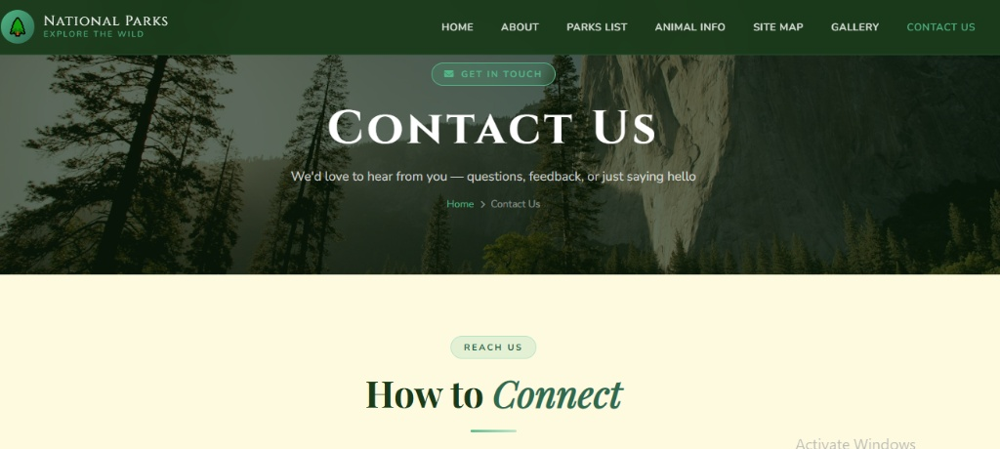 National Parks
EXPLORE THE WILD
HOME ABOUT PARKS LIST ANIMAL INFO SITE MAP GALLERY CONTACT US
GET IN TOUCH
Contact Us
We'd love to hear from you — questions, feedback, or just saying hello
Home > Contact Us
REACH US
How to Connect
Activate Windows